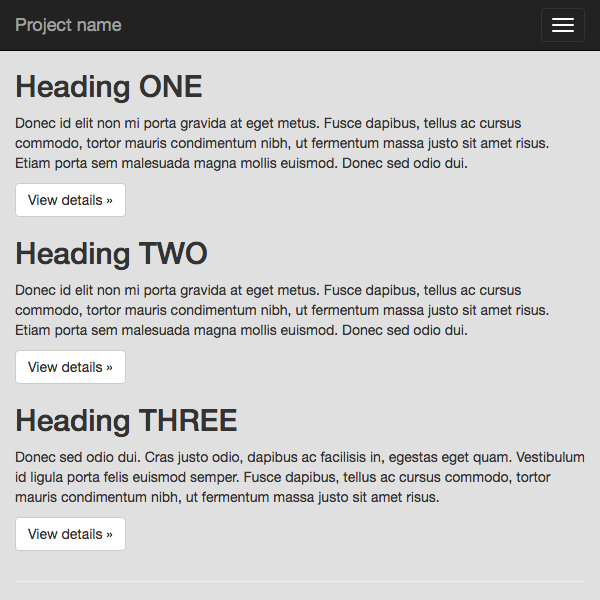 Project name
Heading ONE
Donec id elit non mi porta gravida at eget metus. Fusce dapibus, tellus ac cursus
commodo, tortor mauris condimentum nibh, ut fermentum massa justo sit amet risus.
Etiam porta sem malesuada magna mollis euismod. Donec sed odio dui.
View details »
Heading TWO
Donec id elit non mi porta gravida at eget metus. Fusce dapibus, tellus ac cursus
commodo, tortor mauris condimentum nibh, ut fermentum massa justo sit amet risus.
Etiam porta sem malesuada magna mollis euismod. Donec sed odio dui.
View details »
Heading THREE
Donec sed odio dui. Cras justo odio, dapibus ac facilisis in, egestas eget quam. Vestibulum
id ligula porta felis euismod semper. Fusce dapibus, tellus ac cursus commodo, tortor
mauris condimentum nibh, ut fermentum massa justo sit amet risus.
View details »